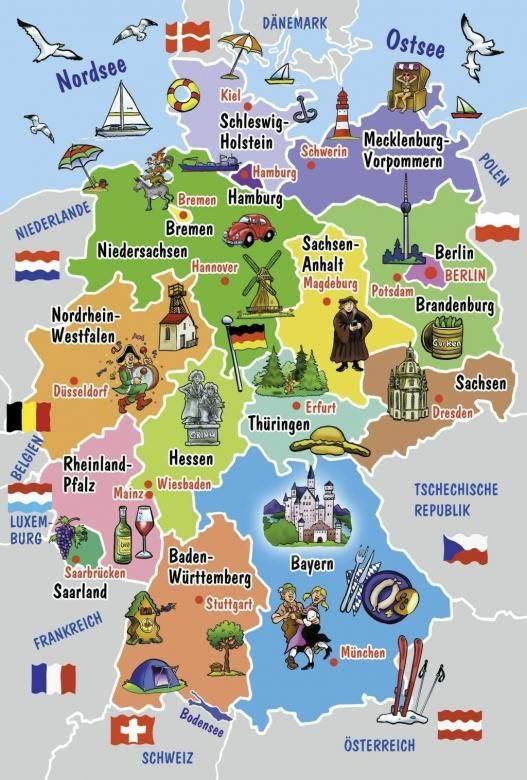 DÄNEMARK
Ostsee
Nordsee
Kiel
Schleswig-
Holstein
Schwerin
Mecklenburg-
Vorpommern
POLEN
Hamburg
Hamburg
NIEDERLANDE
Bremen
Bremen
Niedersachsen
Hannover
Sachsen-
Anhalt
Magdeburg
Berlin
BERLIN
Potsdam
Brandenburg
Gurken
Nordrhein-
Westfalen
Düsseldorf
Sachsen
Dresden
Erfurt
Thüringen
GRIMM
Hessen
BELGIEN
Rheinland-
Pfalz
Mainz
Wiesbaden
LUXEM-
BURG
TSCHECHISCHE
REPUBLIK
Saarbrücken
Saarland
Baden-
Württemberg
Stuttgart
Bayern
FRANKREICH
München
Bodensee
SCHWEIZ
ÖSTERREICH